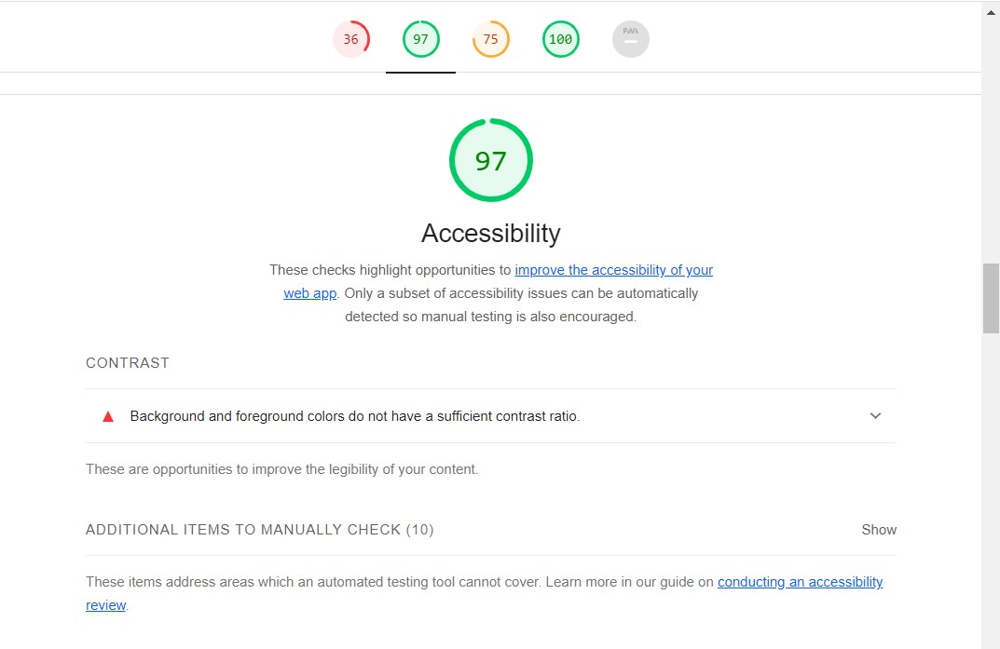 36 97 75 100 PWA
97
Accessibility
These checks highlight opportunities to improve the accessibility of your
web app. Only a subset of accessibility issues can be automatically
detected so manual testing is also encouraged.
CONTRAST
Background and foreground colors do not have a sufficient contrast ratio.
These are opportunities to improve the legibility of your content.
ADDITIONAL ITEMS TO MANUALLY CHECK (10) Show
These items address areas which an automated testing tool cannot cover. Learn more in our guide on conducting an accessibility
review.